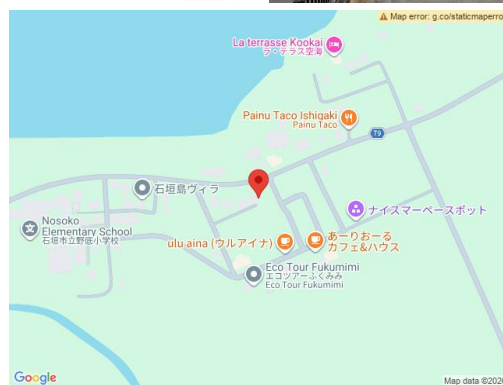 Map error: g.co/staticmaperro
La terrasse Kookai
ラ・テラス空海
Painu Taco Ishigaki
Painu Taco
79
石垣島ヴィラ
Nosoko
Elementary School
石垣市立野底小学校
ナイスマーベースポット
ulu aina (ウルアイナ)
あーりおーる
カフェ&ハウス
Eco Tour Fukumimi
エコツアーふくみみ
Eco Tour Fukumimi
Google
Map data ©2026